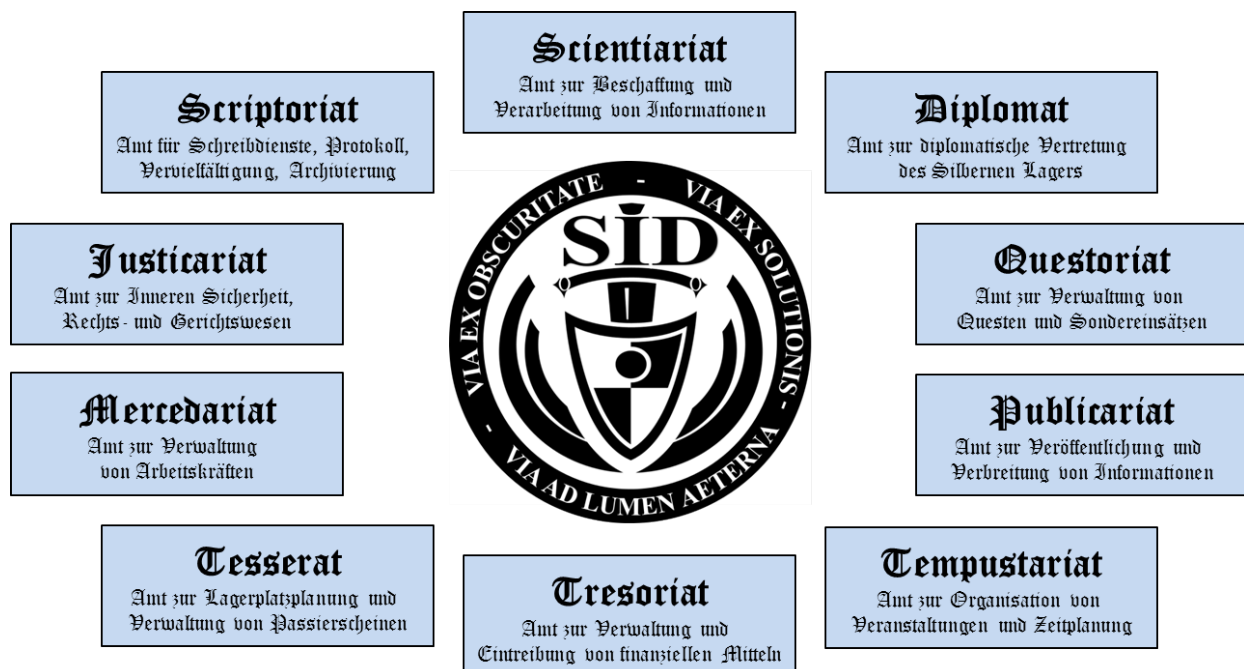 Scientiariat
Amt zur Beschaffung und
Verarbeitung von Informationen
Scriptoriat
Amt für Schreibdienste, Protokoll,
Vervielfältigung, Archivierung
Diplomat
Amt zur diplomatische Vertretung
des Silbernen Lagers
Justicariat
Amt zur Inneren Sicherheit,
Rechts- und Gerichtswesen
VIA EX OBSCURITATE - VIA EX SOLUTIONIS - VIA AD LUMEN AETERNA -
SID
Questoriat
Amt zur Verwaltung von
Questen und Sondereinsätzen
Mercedariat
Amt zur Verwaltung
von Arbeitskräften
Publicariat
Amt zur Veröffentlichung und
Verbreitung von Informationen
Tesserat
Amt zur Lagerplatzplanung und
Verwaltung von Passierscheinen
Tresoriat
Amt zur Verwaltung und
Eintreibung von finanziellen Mitteln
Tempustariat
Amt zur Organisation von
Veranstaltungen und Zeitplanung